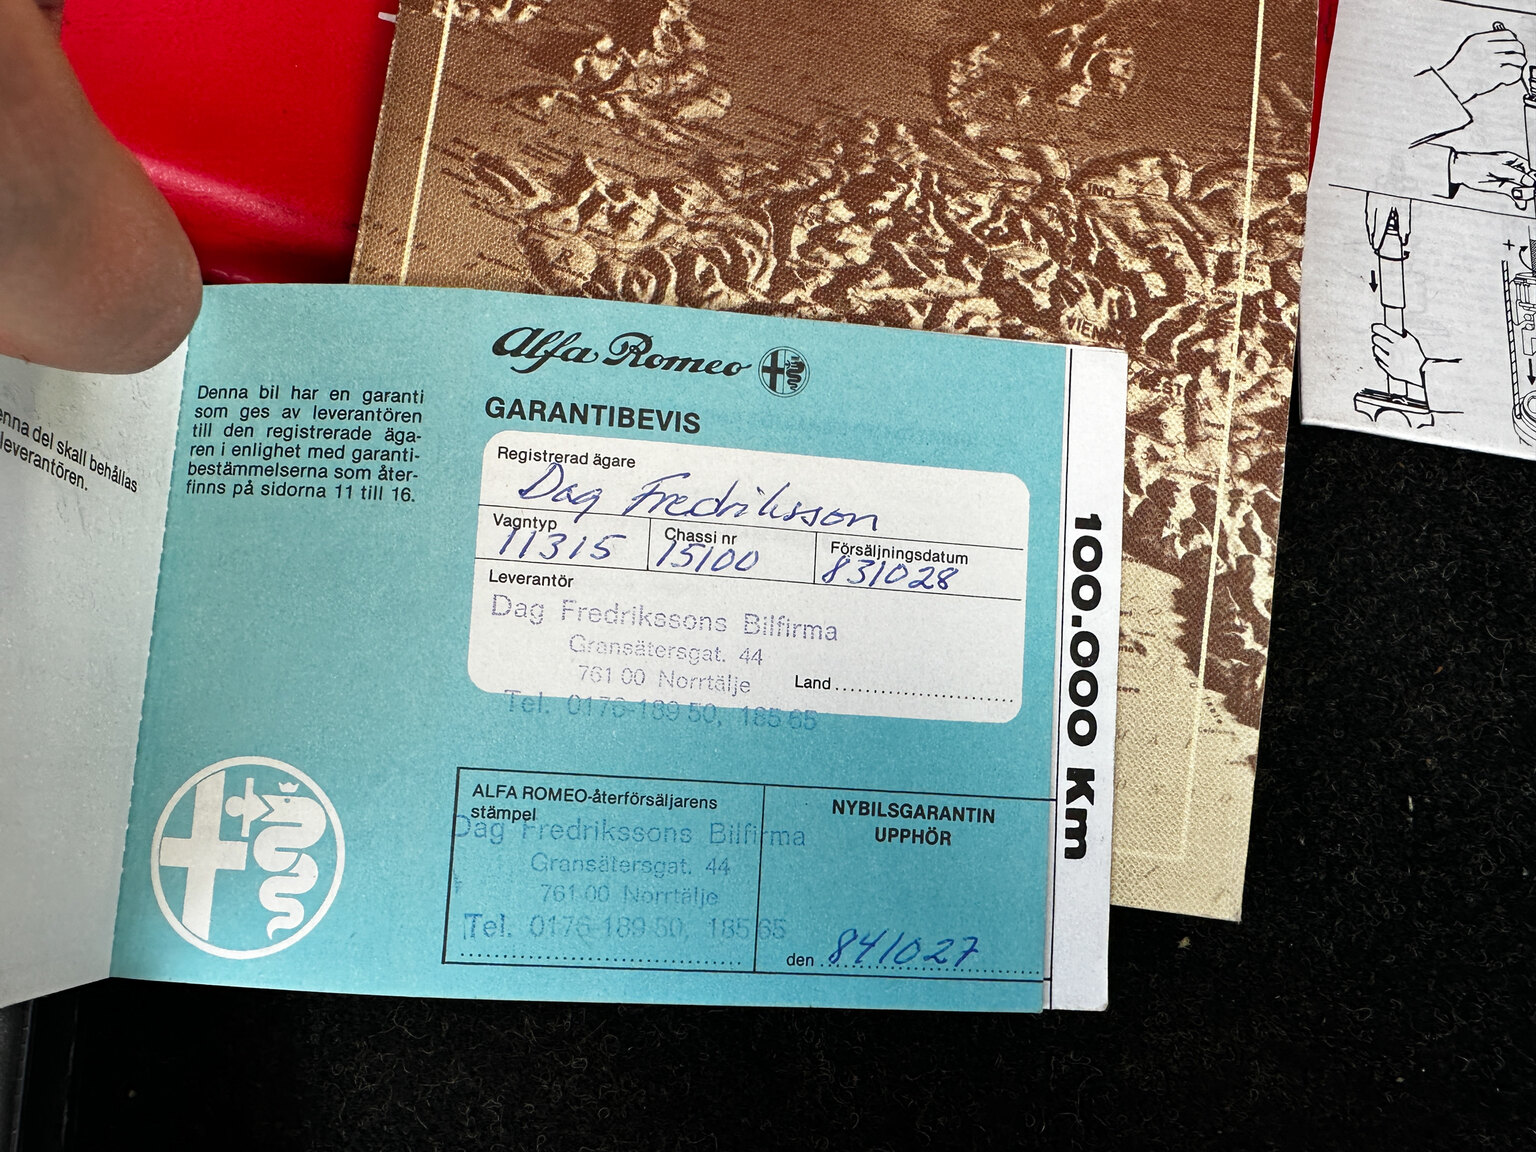 enna del skall behållas
leverantören.
Denna bil har en garanti
som ges av leverantören
till den registrerade äga-
ren i enlighet med garanti-
bestämmelserna som åter-
finns på sidorna 11 till 16.
Alfa Romeo
GARANTIBEVIS
Registrerad ägare
Dag Fredriksson
Vagntyp Chassi nr Försäljningsdatum
11315 15100 831028
Leverantör
Dag Fredrikssons Bilfirma
Gransätersgat. 44
761 00 Norrtälje
Land
Tel. 0176-189 50, 185 65
ALFA ROMEO-återförsäljarens
stämpel
Dag Fredrikssons Bilfirma
Gransätersgat. 44
761 00 Norrtälje
Tel. 0176-189 50, 185 65
NYBILSGARANTIN
UPPHÖR
den 841027
100.000 Km